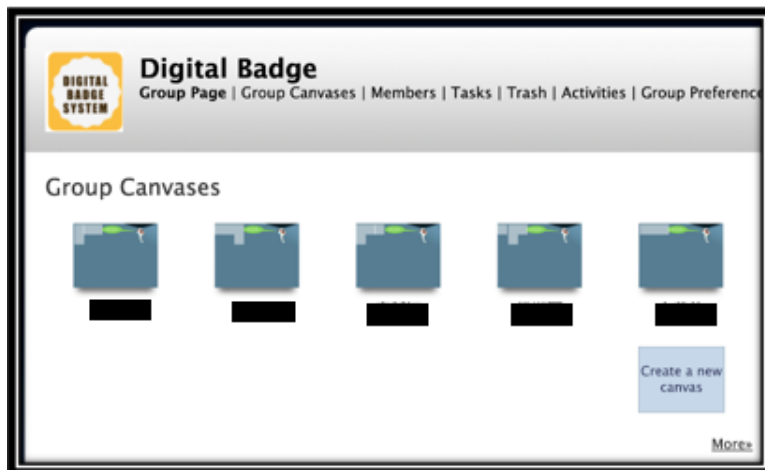 DIGITAL
BADGE
SYSTEM
Digital Badge
Group Page | Group Canvases | Members | Tasks | Trash | Activities | Group Preference
Group Canvases
Create a new
canvas
More»